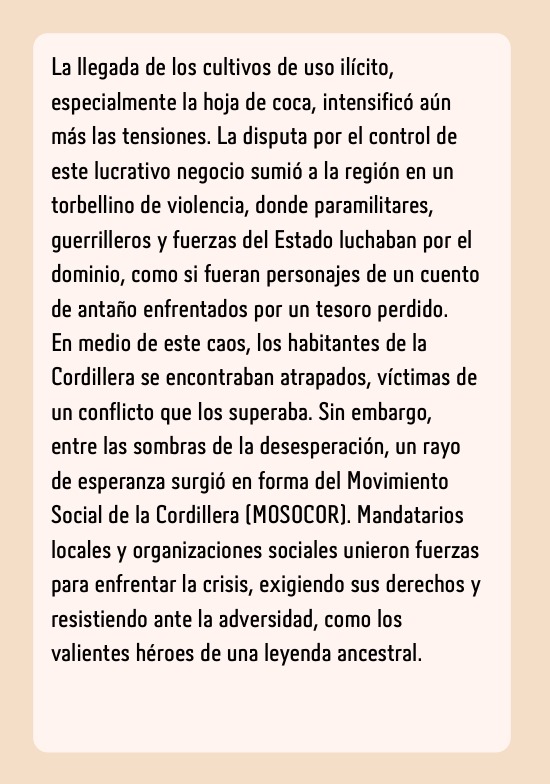 La llegada de los cultivos de uso ilícito,
especialmente la hoja de coca, intensificó aún
más las tensiones. La disputa por el control de
este lucrativo negocio sumió a la región en un
torbellino de violencia, donde paramilitares,
guerrilleros y fuerzas del Estado luchaban por el
dominio, como si fueran personajes de un cuento
de antaño enfrentados por un tesoro perdido.
En medio de este caos, los habitantes de la
Cordillera se encontraban atrapados, víctimas de
un conflicto que los superaba. Sin embargo,
entre las sombras de la desesperación, un rayo
de esperanza surgió en forma del Movimiento
Social de la Cordillera (MOSOCOR). Mandatarios
locales y organizaciones sociales unieron fuerzas
para enfrentar la crisis, exigiendo sus derechos y
resistiendo ante la adversidad, como los
valientes héroes de una leyenda ancestral.